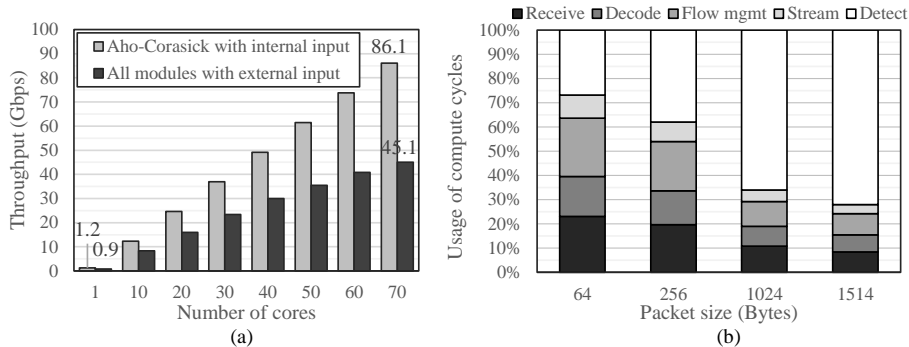 Aho-Corasick with internal input
All modules with external input
86.1
45.1
1.2
0.9
Throughput (Gbps)
100
90
80
70
60
50
40
30
20
10
0
1 10 20 30 40 50 60 70
Number of cores
(a)
Receive Decode Flow mgmt Stream Detect
Usage of compute cycles
100%
90%
80%
70%
60%
50%
40%
30%
20%
10%
0%
64 256 1024 1514
Packet size (Bytes)
(b)